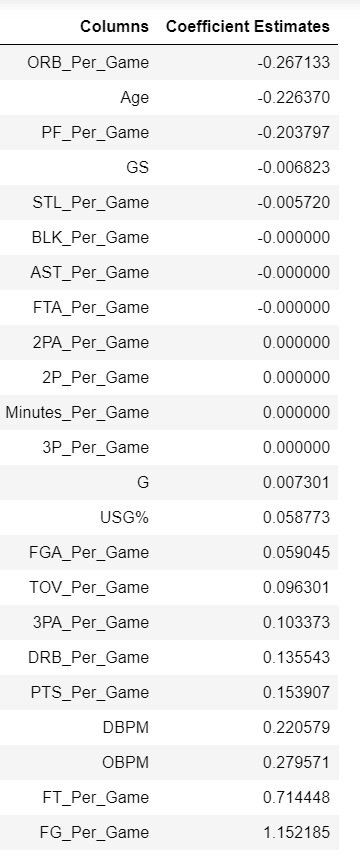 Columns Coefficient Estimates
ORB_Per_Game -0.267133
Age -0.226370
PF_Per_Game -0.203797
GS -0.006823
STL_Per_Game -0.005720
BLK_Per_Game -0.000000
AST_Per_Game -0.000000
FTA_Per_Game -0.000000
2PA_Per_Game 0.000000
2P_Per_Game 0.000000
Minutes_Per_Game 0.000000
3P_Per_Game 0.000000
G 0.007301
USG% 0.058773
FGA_Per_Game 0.059045
TOV_Per_Game 0.096301
3PA_Per_Game 0.103373
DRB_Per_Game 0.135543
PTS_Per_Game 0.153907
DBPM 0.220579
OBPM 0.279571
FT_Per_Game 0.714448
FG_Per_Game 1.152185